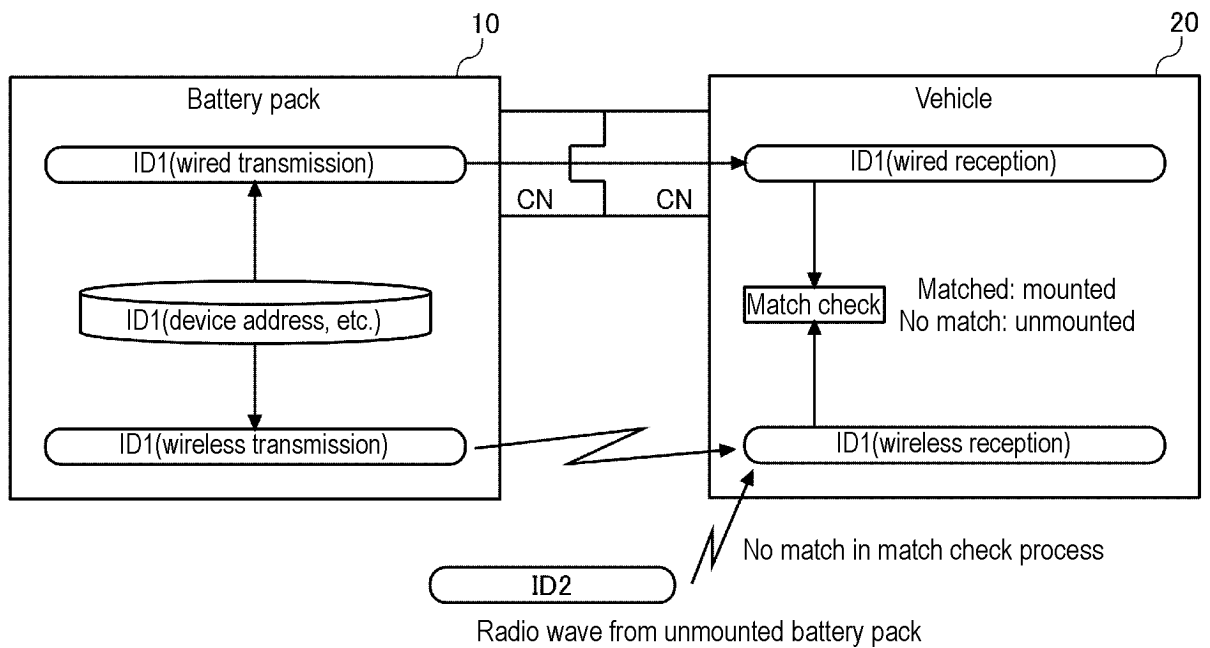 10
20
Battery pack
Vehicle
ID1(wired transmission)
ID1(wired reception)
CN
CN
ID1(device address, etc.)
Match check
Matched: mounted
No match: unmounted
ID1(wireless transmission)
ID1(wireless reception)
No match in match check process
ID2
Radio wave from unmounted battery pack